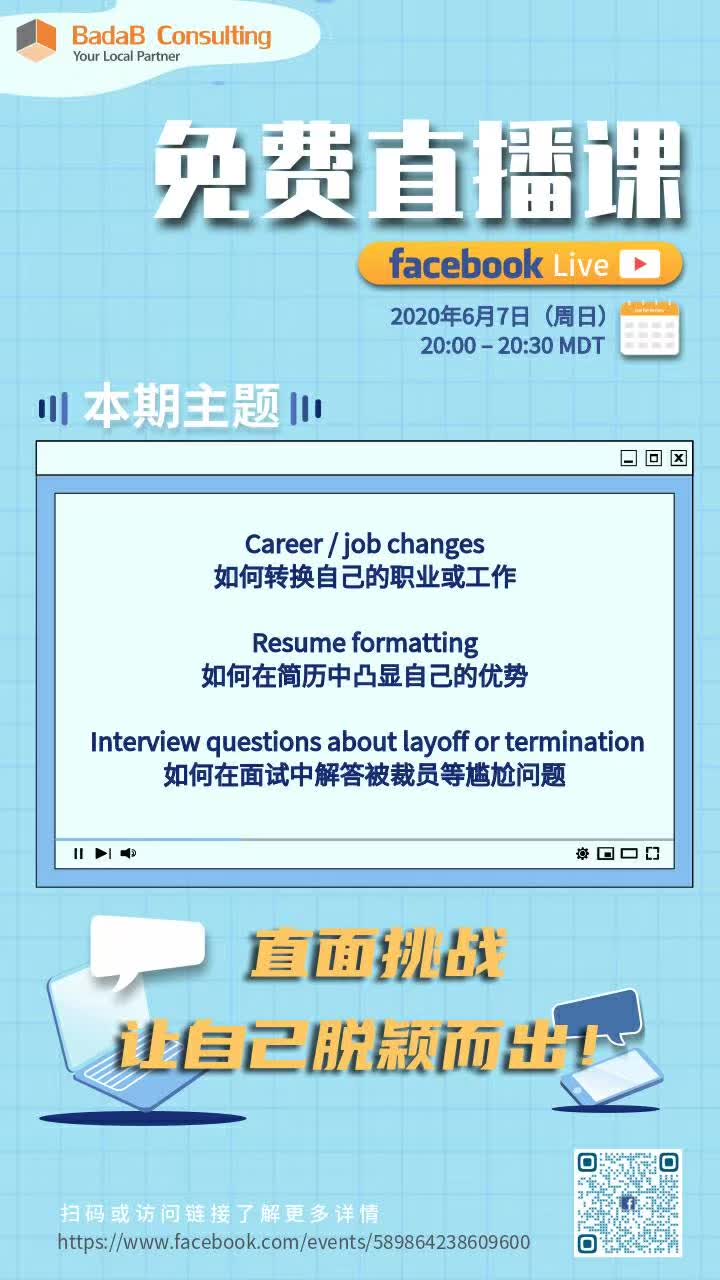 BadaB Consulting
Your Local Partner
免费直播课
facebook Live
2020年6月7日（周日）
20:00 – 20:30 MDT
本期主题
Career / job changes
如何转换自己的职业或工作
Resume formatting
如何在简历中凸显自己的优势
Interview questions about layoff or termination
如何在面试中解答被裁员等尴尬问题
直面挑战
让自己脱颖而出！
扫码或访问链接了解更多详情
https://www.facebook.com/events/589864238609600